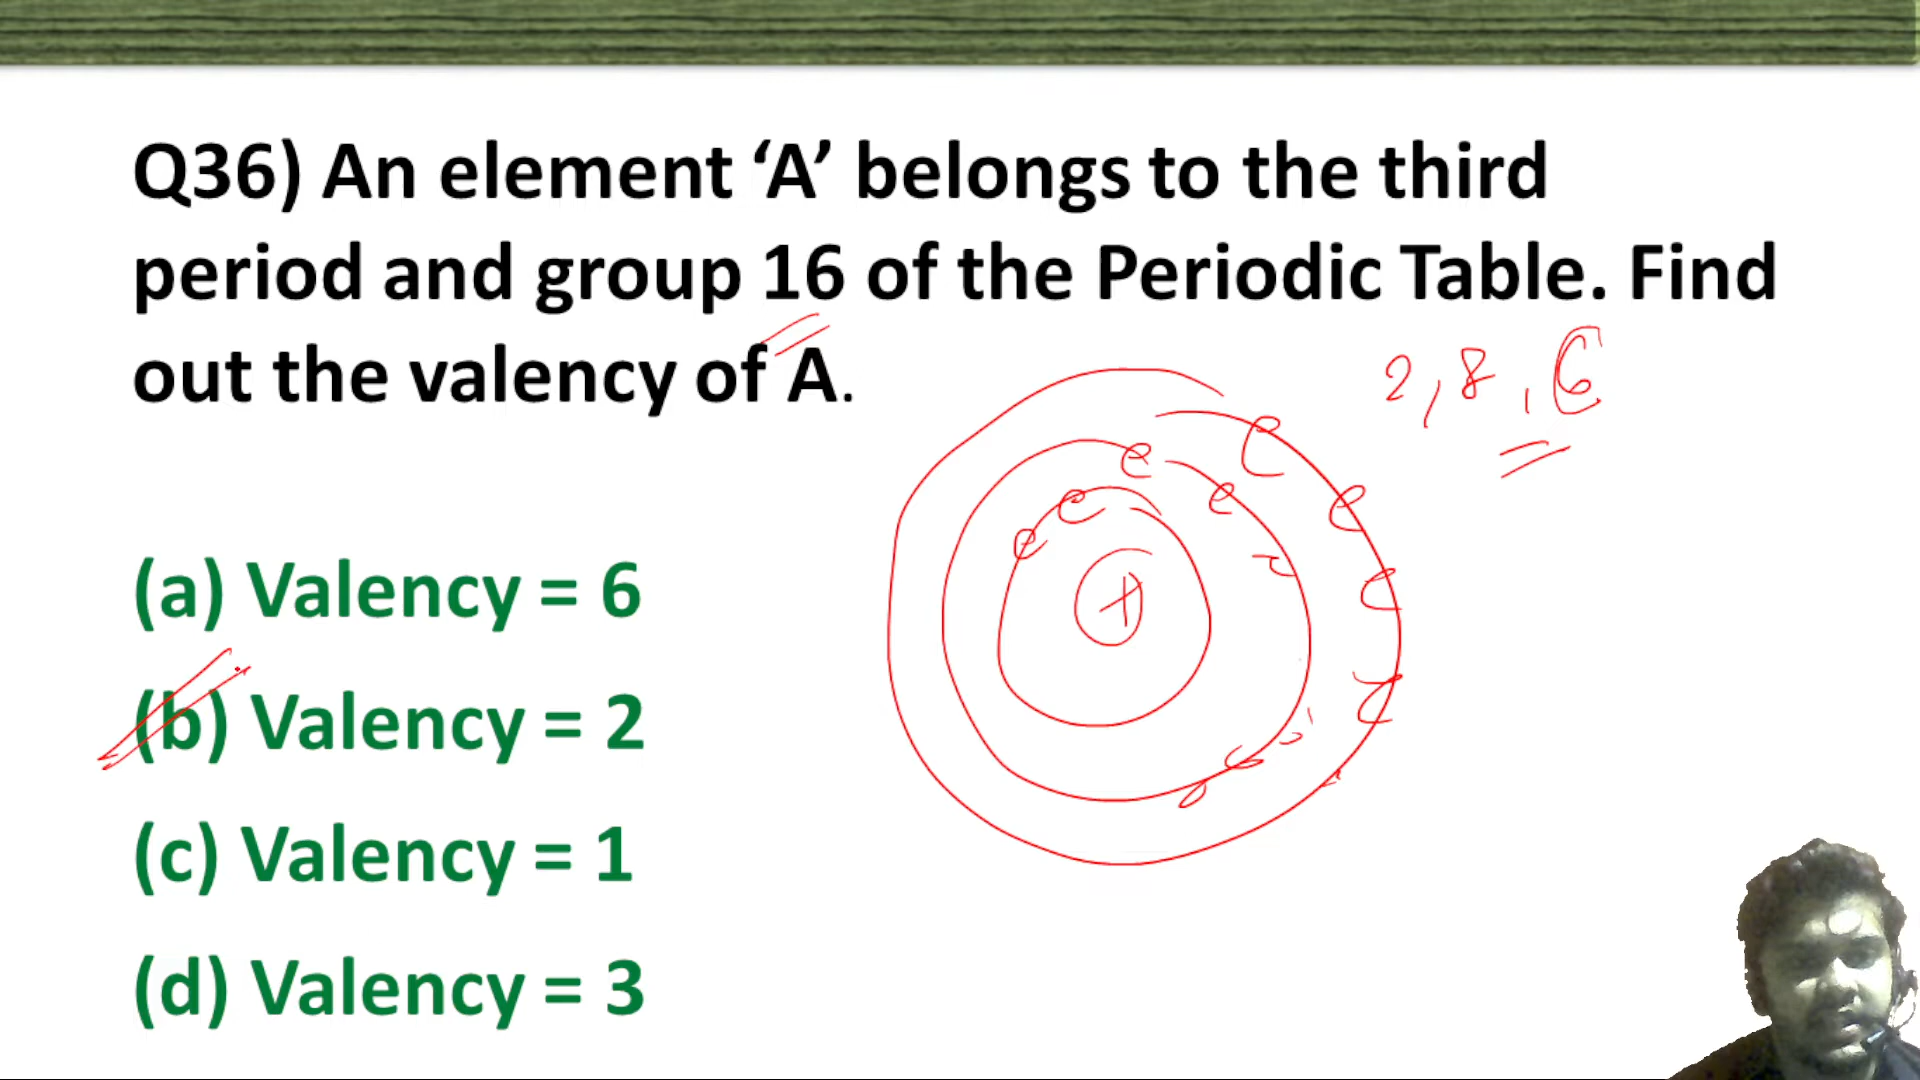 Q36) An element ‘A’ belongs to the third
period and group 16 of the Periodic Table. Find
out the valency of A.
2, 8, 6
e e e e e e
+
(a) Valency = 6
(b) Valency = 2
(c) Valency = 1
(d) Valency = 3